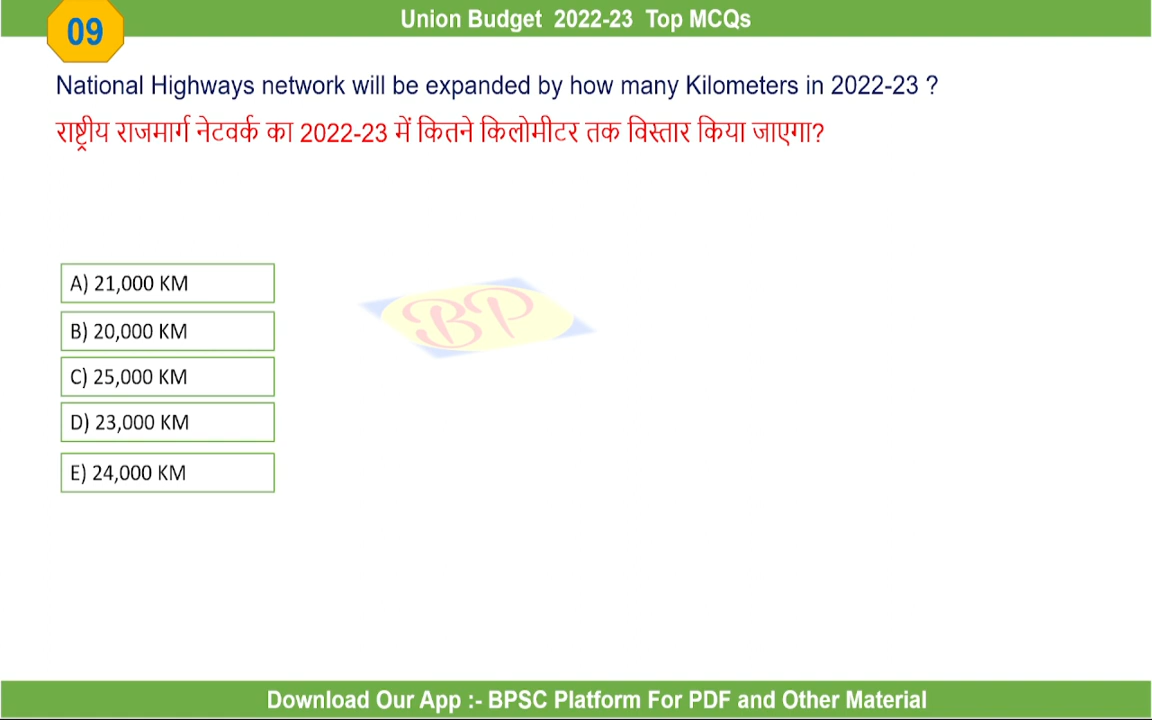 Union Budget 2022-23 Top MCQs
09
National Highways network will be expanded by how many Kilometers in 2022-23 ?
राष्ट्रीय राजमार्ग नेटवर्क का 2022-23 में कितने किलोमीटर तक विस्तार किया जाएगा?
A) 21,000 KM
BP
B) 20,000 KM
C) 25,000 KM
D) 23,000 KM
E) 24,000 KM
Download Our App :- BPSC Platform For PDF and Other Material